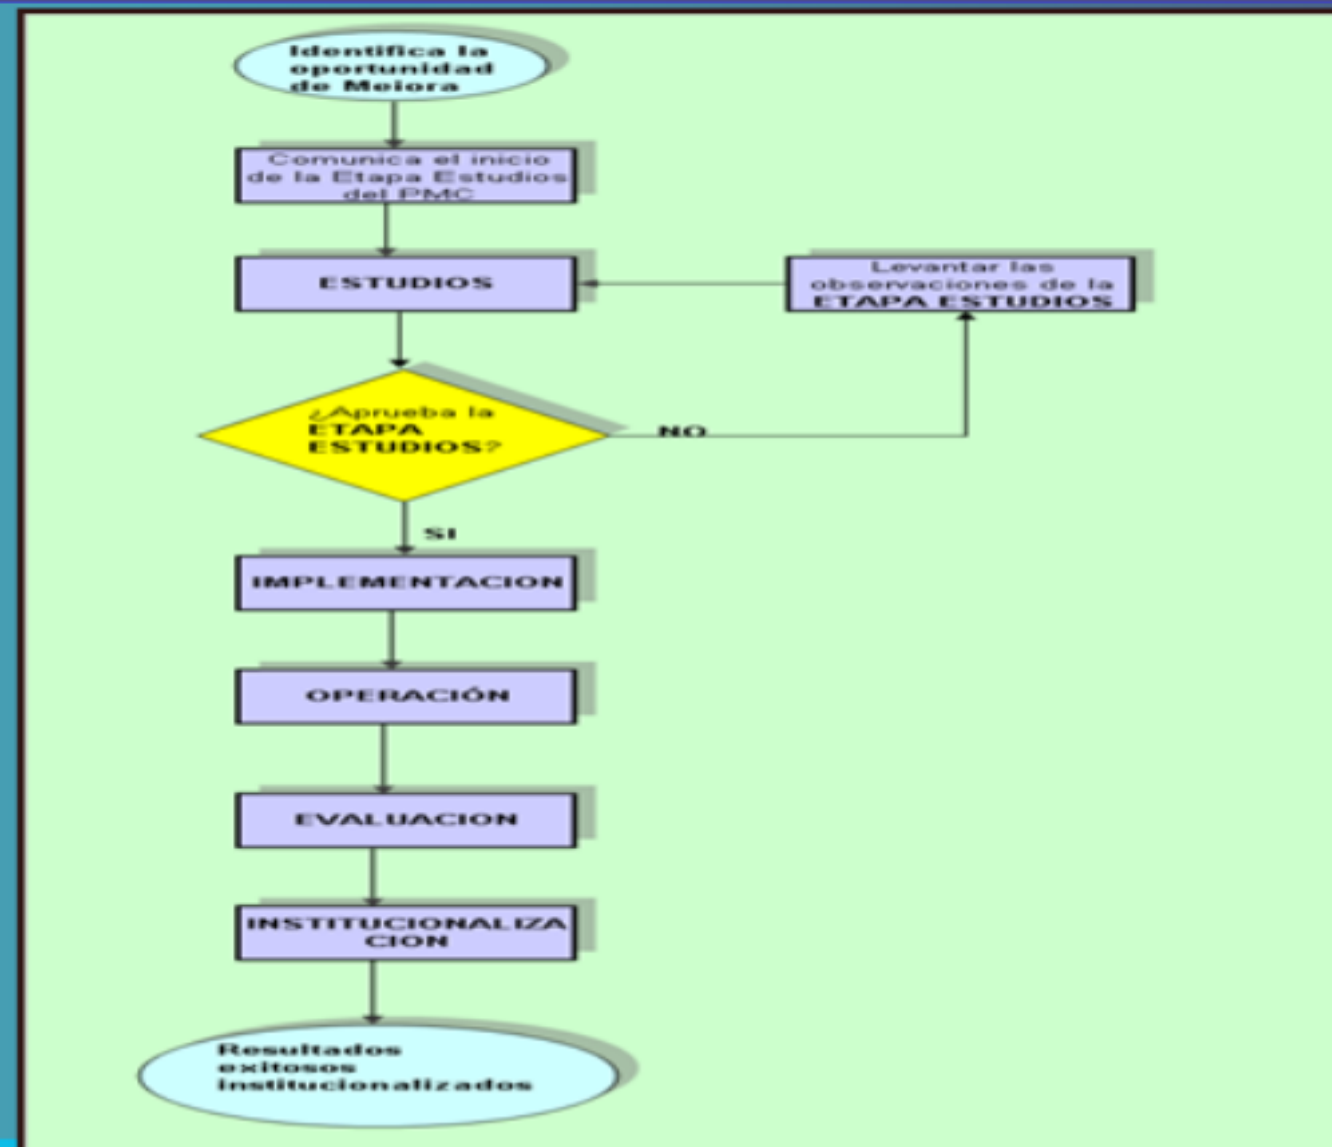 Identifica la
oportunidad
de Mejora
Comunica el inicio
de la Etapa Estudios
del PMC
ESTUDIOS
Levantar las
observaciones de la
ETAPA ESTUDIOS
¿Aprueba la
ETAPA
ESTUDIOS?
NO
SI
IMPLEMENTACION
OPERACIÓN
EVALUACION
INSTITUCIONALIZA
CION
Resultados
exitosos
institucionalizados